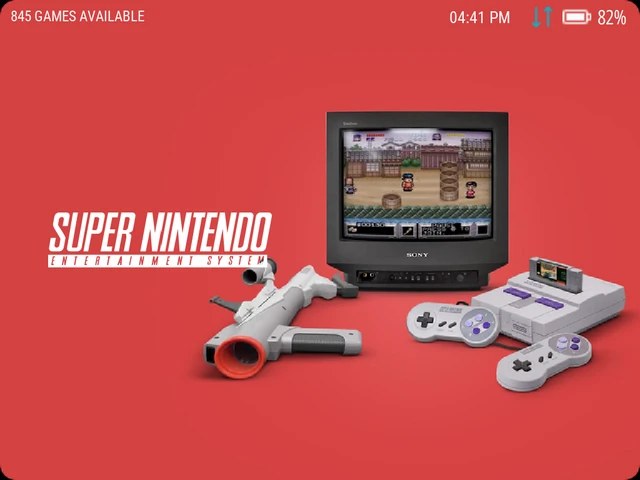 845 GAMES AVAILABLE
04:41 PM
82%
SUPER NINTENDO
ENTERTAINMENT SYSTEM
SONY